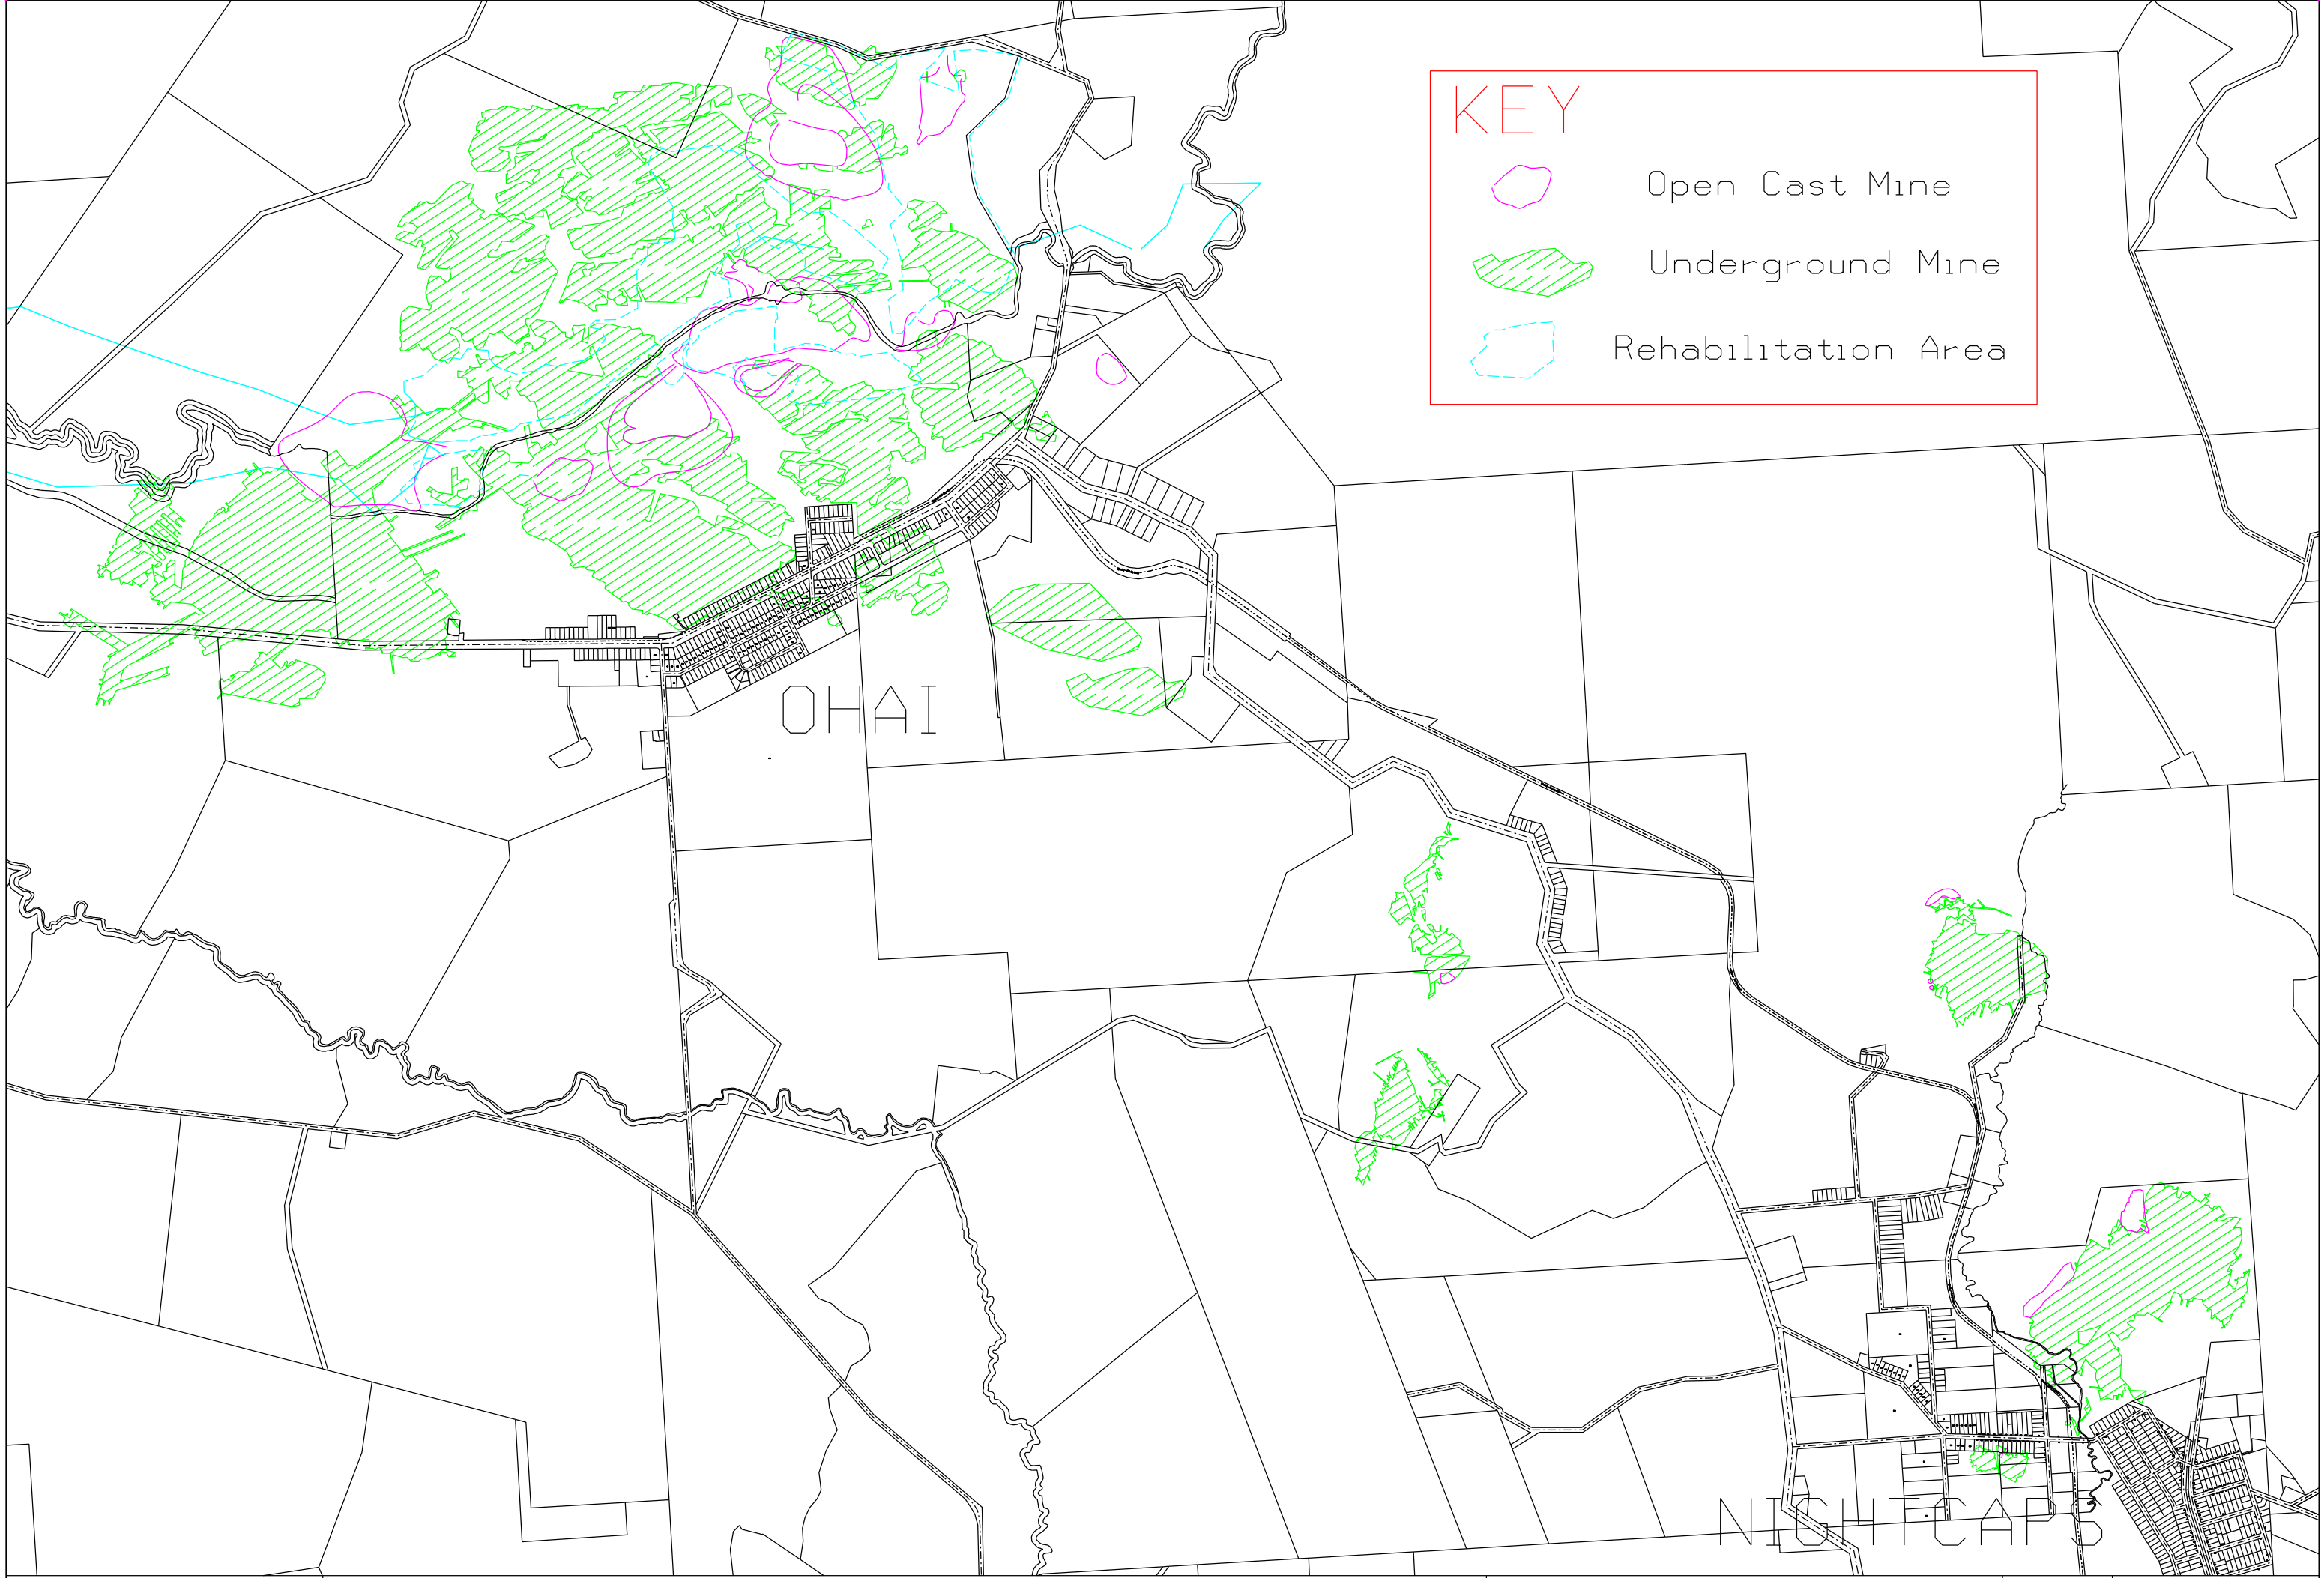 KEY
Open Cast Mine
Underground Mine
Rehabilitation Area
OHAI
NIGHTCAPS